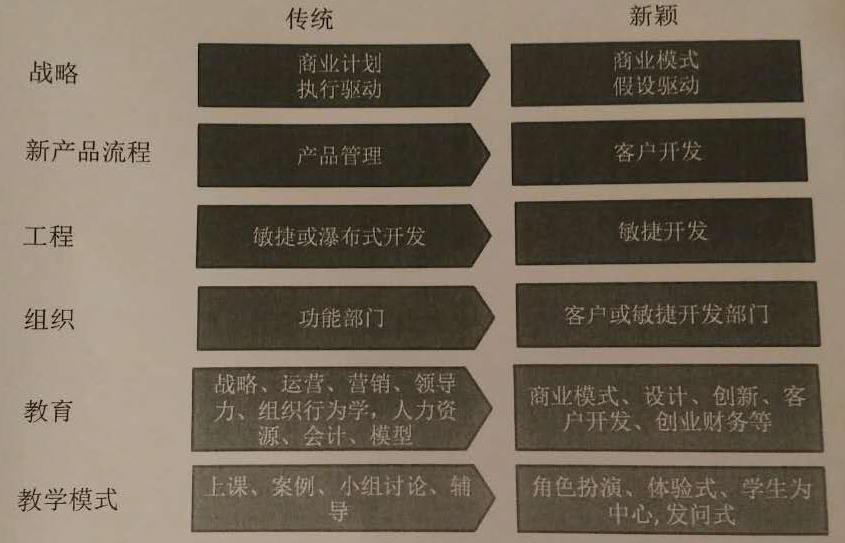 传统 新颖
战略
商业计划
执行驱动
商业模式
假设驱动
新产品流程
产品管理
客户开发
工程
敏捷或瀑布式开发
敏捷开发
组织
功能部门
客户或敏捷开发部门
教育
战略、运营、营销、领导
力、组织行为学，人力资
源、会计、模型
商业模式、设计、创新、客
户开发、创业财务等
教学模式
上课、案例、小组讨论、辅
导
角色扮演、体验式、学生为
中心,发问式